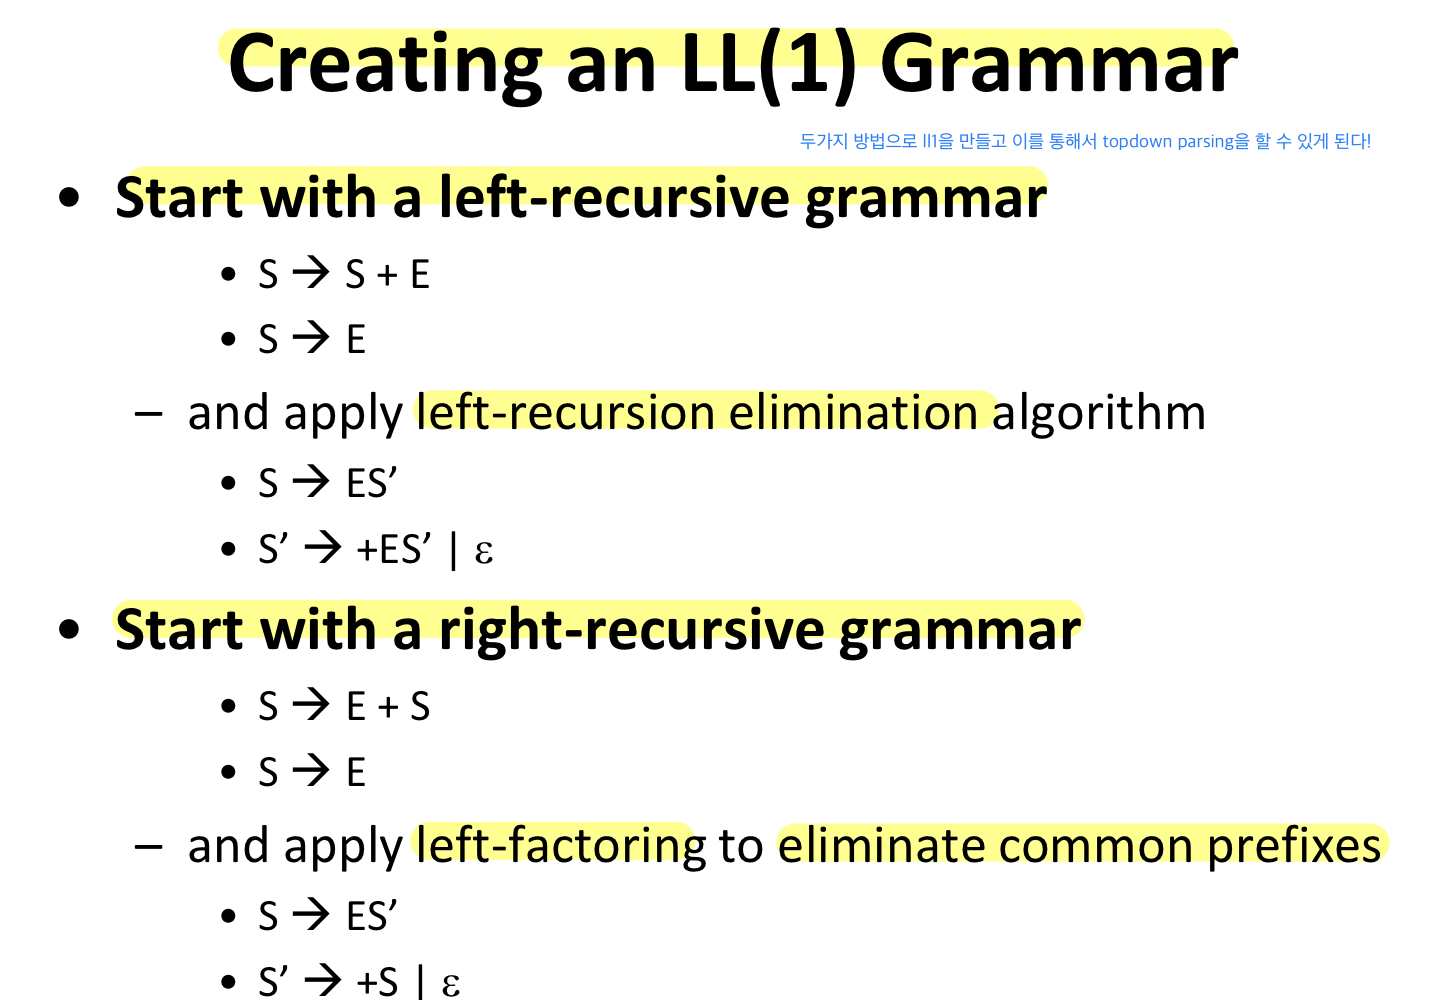 Creating an LL(1) Grammar
두가지 방법으로 ll1을 만들고 이를 통해서 topdown parsing을 할 수 있게 된다!
• Start with a left-recursive grammar
• S → S + E
• S → E
– and apply left-recursion elimination algorithm
• S → ES’
• S’ → +ES’ | ε
• Start with a right-recursive grammar
• S → E + S
• S → E
– and apply left-factoring to eliminate common prefixes
• S → ES’
• S’ → +S | ε